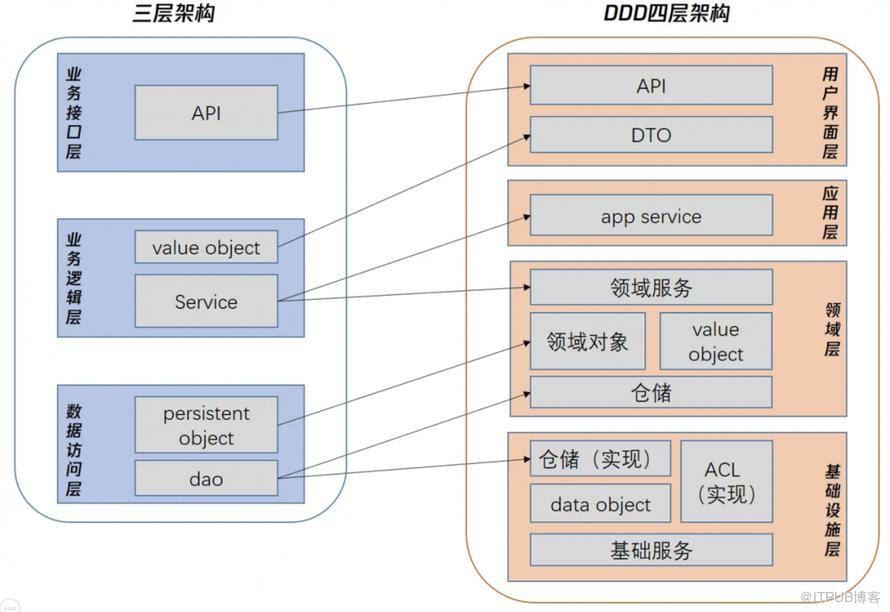 三层架构
业务接口层
API
业务逻辑层
value object
Service
数据访问层
persistent
object
dao
DDD四层架构
用户界面层
API
DTO
应用层
app service
领域层
领域服务
领域对象
value
object
仓储
基础设施层
仓储（实现）
ACL
（实现）
data object
基础服务
@ITPUB博客